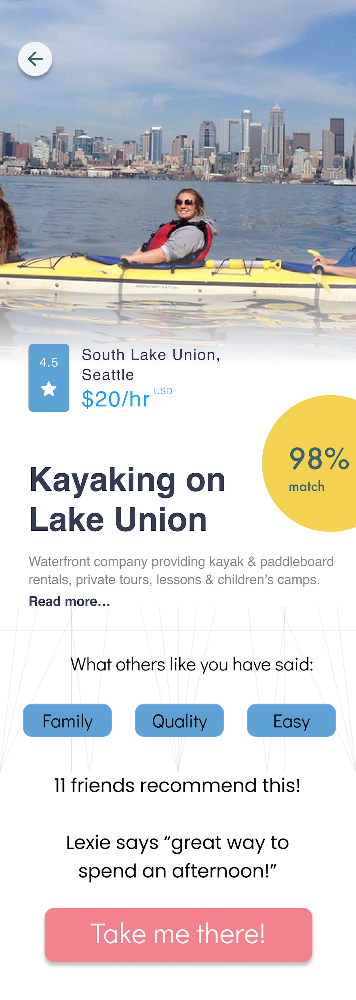 4.5
South Lake Union,
Seattle
$20/hr USD
98%
match
Kayaking on
Lake Union
Waterfront company providing kayak & paddleboard
rentals, private tours, lessons & children’s camps.
Read more...
What others like you have said:
Family
Quality
Easy
11 friends recommend this!
Lexie says “great way to
spend an afternoon!”
Take me there!